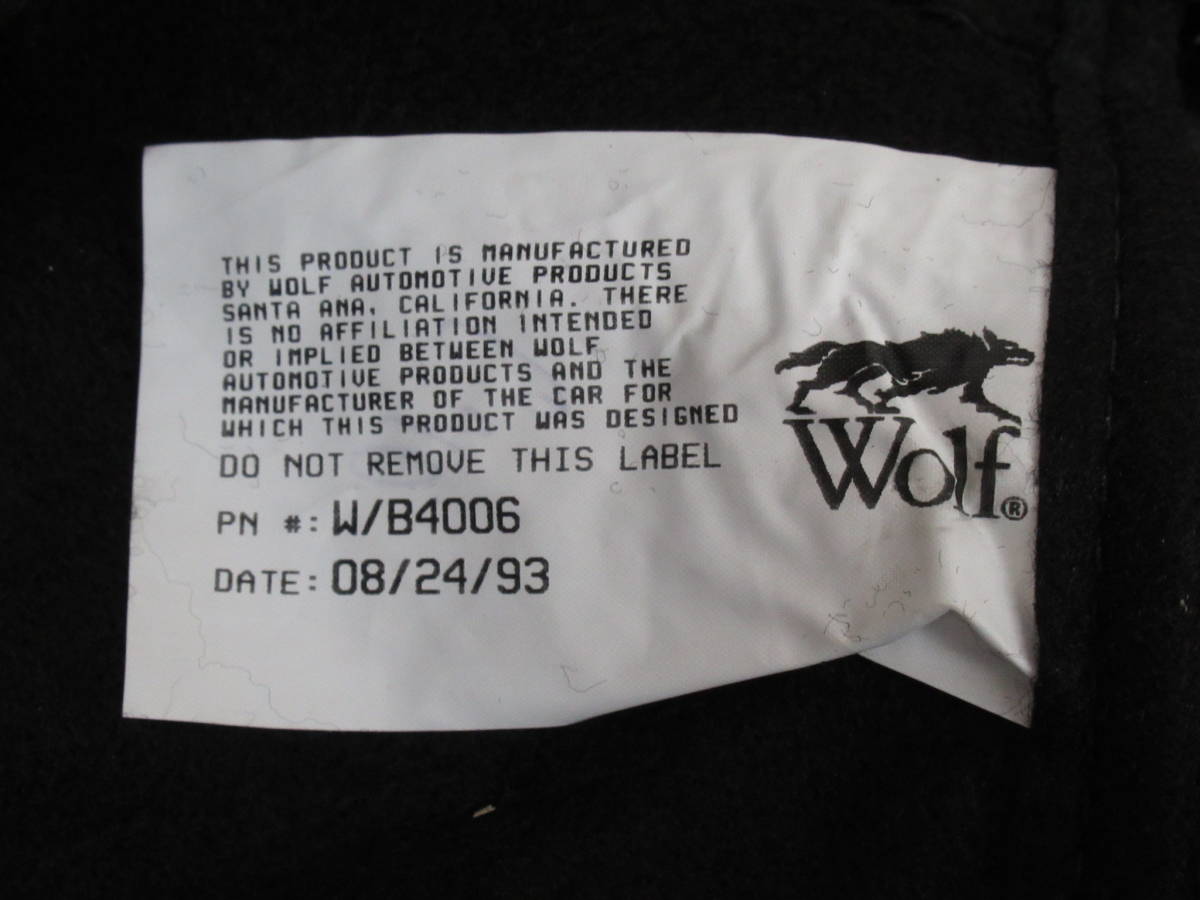 THIS PRODUCT IS MANUFACTURED
BY WOLF AUTOMOTIVE PRODUCTS
SANTA ANA, CALIFORNIA. THERE
IS NO AFFILIATION INTENDED
OR IMPLIED BETWEEN WOLF
AUTOMOTIVE PRODUCTS AND THE
MANUFACTURER OF THE CAR FOR
WHICH THIS PRODUCT WAS DESIGNED
DO NOT REMOVE THIS LABEL
PN #: W/B4006
DATE: 08/24/93
Wolf®